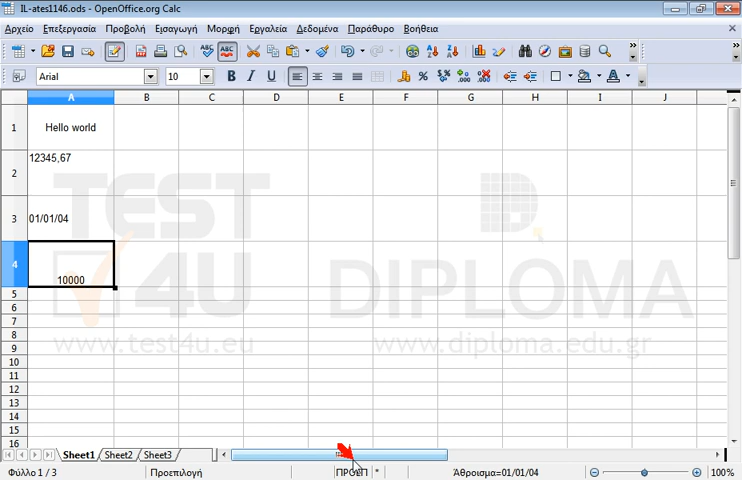 IL-ates1146.ods - OpenOffice.org Calc
Αρχείο Επεξεργασία Προβολή Εισαγωγή Μορφή Εργαλεία Δεδομένα Παράθυρο Βοήθεια
Arial 10 B I U
A B C D E F G H I J
1 Hello world
12345,67
2
3 01/01/04
4
10000
5
6
7
8
9
10
11
12
13
14
15
16
TEST 4U
www.test4u.eu
DIPLOMA
www.diploma.edu.gr
Sheet1 Sheet2 Sheet3
Φύλλο 1 / 3 Προεπιλογή * Άθροισμα=01/01/04 100%